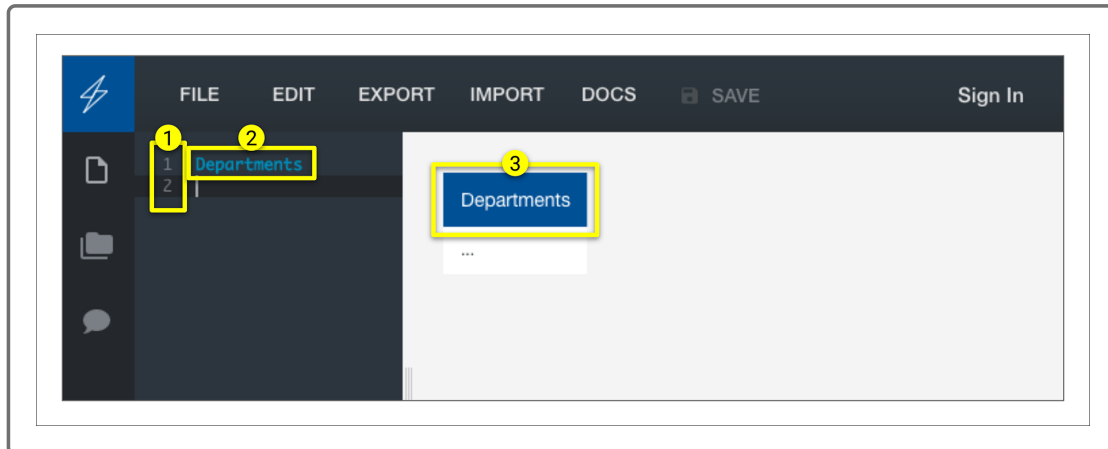 FILE EDIT EXPORT IMPORT DOCS SAVE Sign In
1 2
1 Departments
2
3
Departments
...